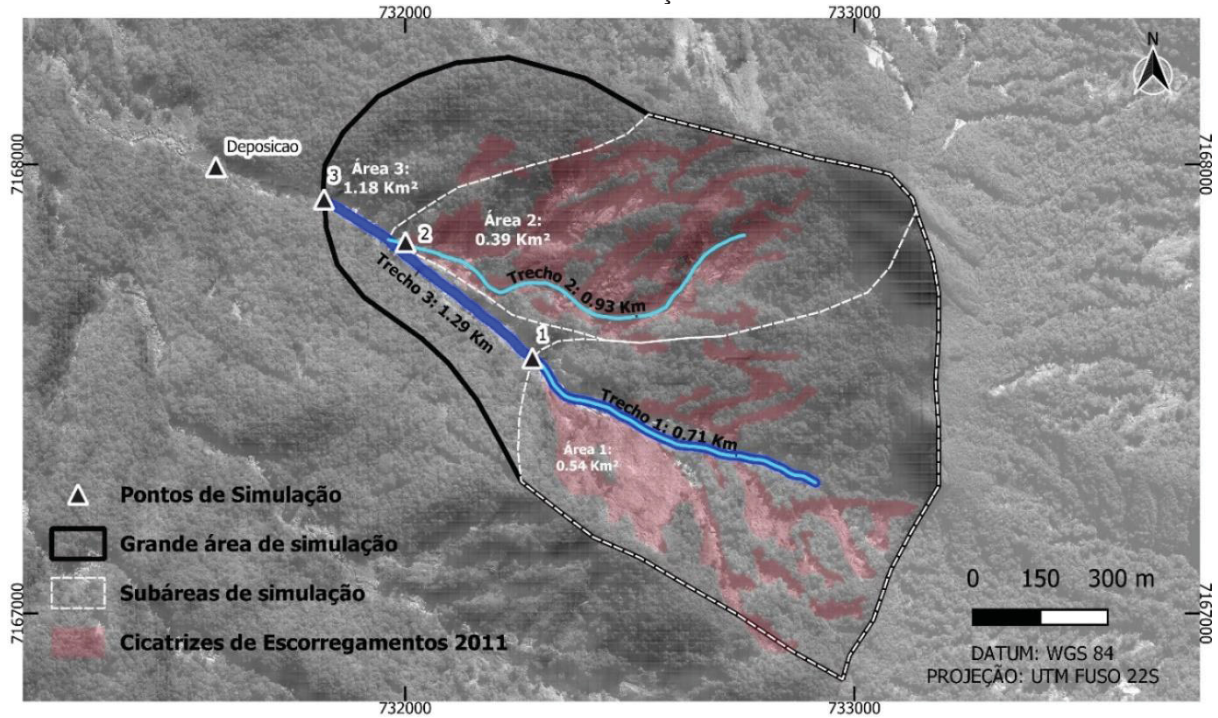 732000
733000
N
Deposicao
7168000
7168000
3
Área 3:
1.18 Km²
2
Área 2:
0.39 Km²
Trecho 2: 0.93 Km
Trecho 3: 1.29 Km
1
Trecho 1: 0.71 Km
Área 1:
0.54 Km²
Pontos de Simulação
Grande área de simulação
Subáreas de simulação
Cicatrizes de Escorregamentos 2011
0 150 300 m
7167000
7167000
DATUM: WGS 84
PROJEÇÃO: UTM FUSO 22S
732000
733000